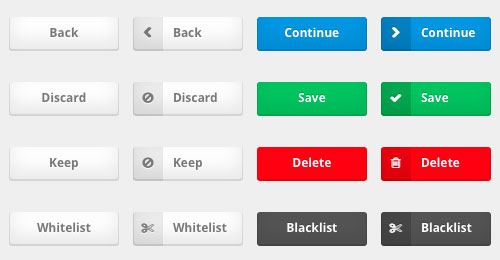 Back Back Continue Continue
Discard Discard Save Save
Keep Keep Delete Delete
Whitelist Whitelist Blacklist Blacklist